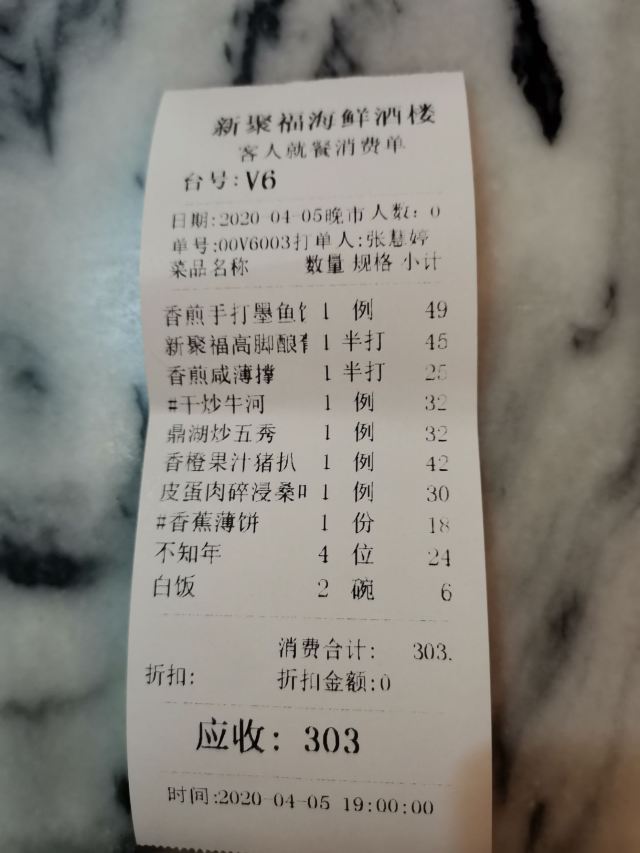 新聚福海鲜酒楼
客人就餐消费单
台号:V6
日期:2020-04-05晚市 人数: 0
单号:00V6003打单人:张慧婷
菜品名称 数量 规格 小计
香煎手打墨鱼 1 例 49
新聚福高脚酿 1 半打 45
香煎咸薄撑 1 半打 25
#干炒牛河 1 例 32
鼎湖炒五秀 1 例 32
香橙果汁猪扒 1 例 42
皮蛋肉碎浸桑 1 例 30
#香蕉薄饼 1 份 18
不知年 4 位 24
白饭 2 碗 6
消费合计: 303.
折扣: 折扣金额:0
应收: 303
时间:2020-04-05 19:00:00